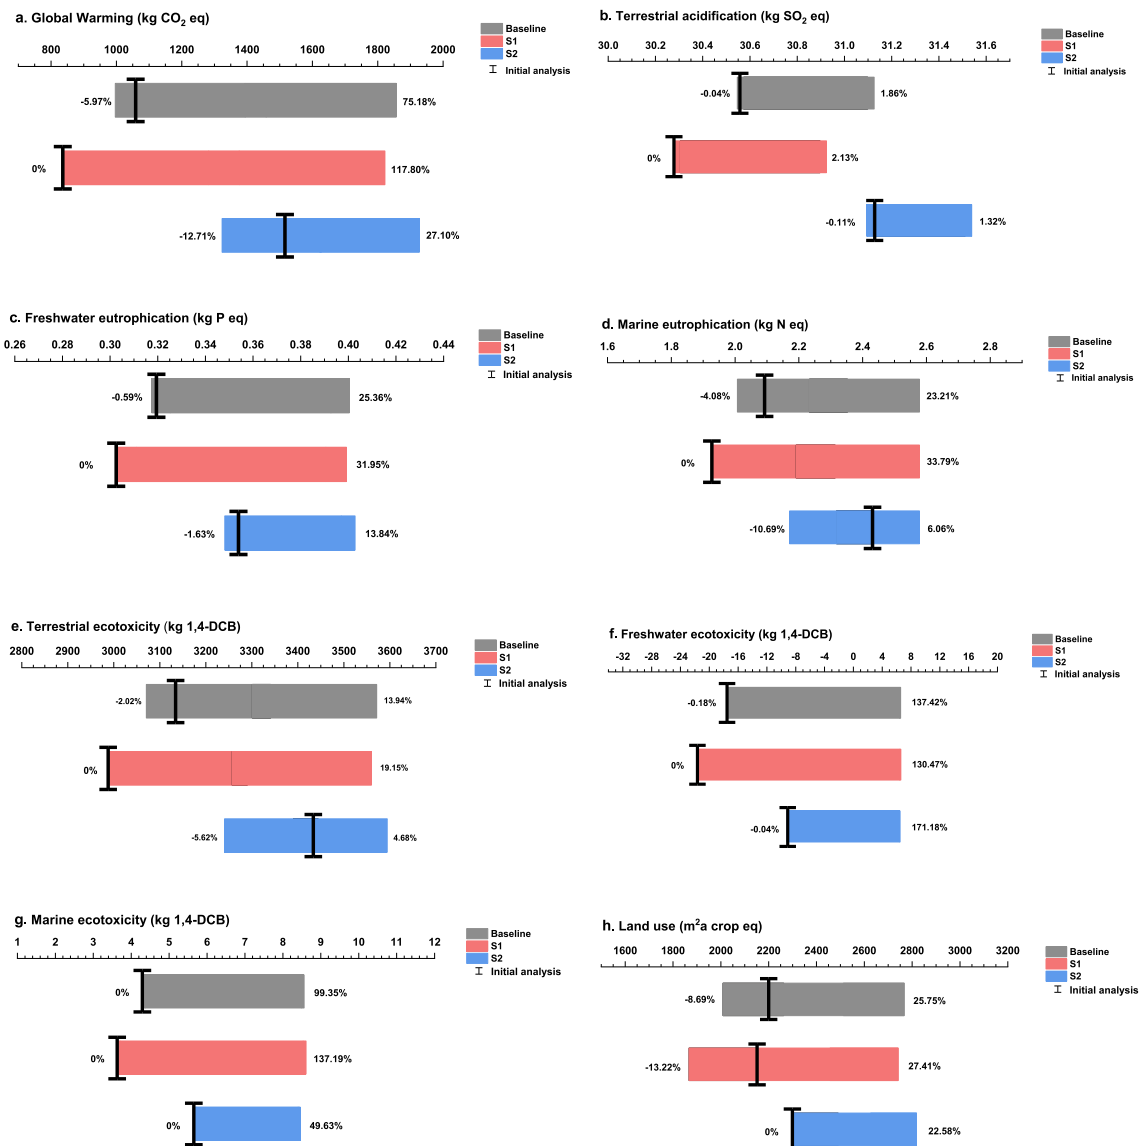 a. Global Warming (kg CO2 eq)
800 1000 1200 1400 1600 1800 2000
Baseline
S1
S2
Initial analysis
-5.97% 75.18%
0% 117.80%
-12.71% 27.10%
b. Terrestrial acidification (kg SO2 eq)
30.0 30.2 30.4 30.6 30.8 31.0 31.2 31.4 31.6
Baseline
S1
S2
Initial analysis
-0.04% 1.86%
0% 2.13%
-0.11% 1.32%
c. Freshwater eutrophication (kg P eq)
0.26 0.28 0.30 0.32 0.34 0.36 0.38 0.40 0.42 0.44
Baseline
S1
S2
Initial analysis
-0.59% 25.36%
0% 31.95%
-1.63% 13.84%
d. Marine eutrophication (kg N eq)
1.6 1.8 2.0 2.2 2.4 2.6 2.8
Baseline
S1
S2
Initial analysis
-4.08% 23.21%
0% 33.79%
-10.69% 6.06%
e. Terrestrial ecotoxicity (kg 1,4-DCB)
2800 2900 3000 3100 3200 3300 3400 3500 3600 3700
Baseline
S1
S2
Initial analysis
-2.02% 13.94%
0% 19.15%
-5.62% 4.68%
f. Freshwater ecotoxicity (kg 1,4-DCB)
-32 -28 -24 -20 -16 -12 -8 -4 0 4 8 12 16 20
Baseline
S1
S2
Initial analysis
-0.18% 137.42%
0% 130.47%
-0.04% 171.18%
g. Marine ecotoxicity (kg 1,4-DCB)
1 2 3 4 5 6 7 8 9 10 11 12
Baseline
S1
S2
Initial analysis
0% 99.35%
0% 137.19%
0% 49.63%
h. Land use (m2a crop eq)
1600 1800 2000 2200 2400 2600 2800 3000 3200
Baseline
S1
S2
Initial analysis
-8.69% 25.75%
-13.22% 27.41%
0% 22.58%